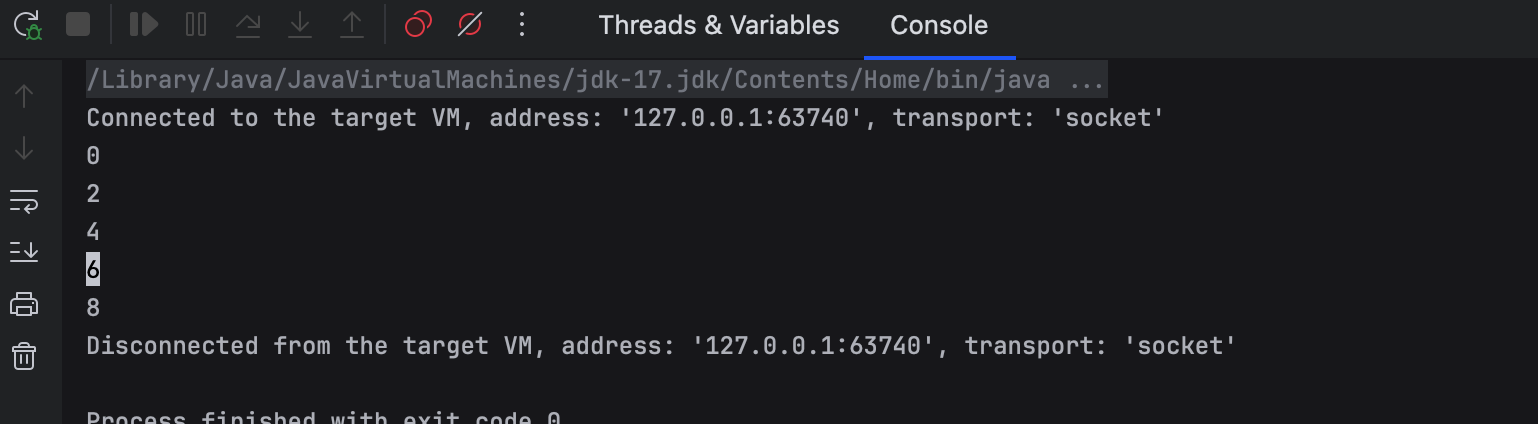 Threads & Variables Console
/Library/Java/JavaVirtualMachines/jdk-17.jdk/Contents/Home/bin/java ...
Connected to the target VM, address: '127.0.0.1:63740', transport: 'socket'
0
2
4
6
8
Disconnected from the target VM, address: '127.0.0.1:63740', transport: 'socket'
Process finished with exit code 0